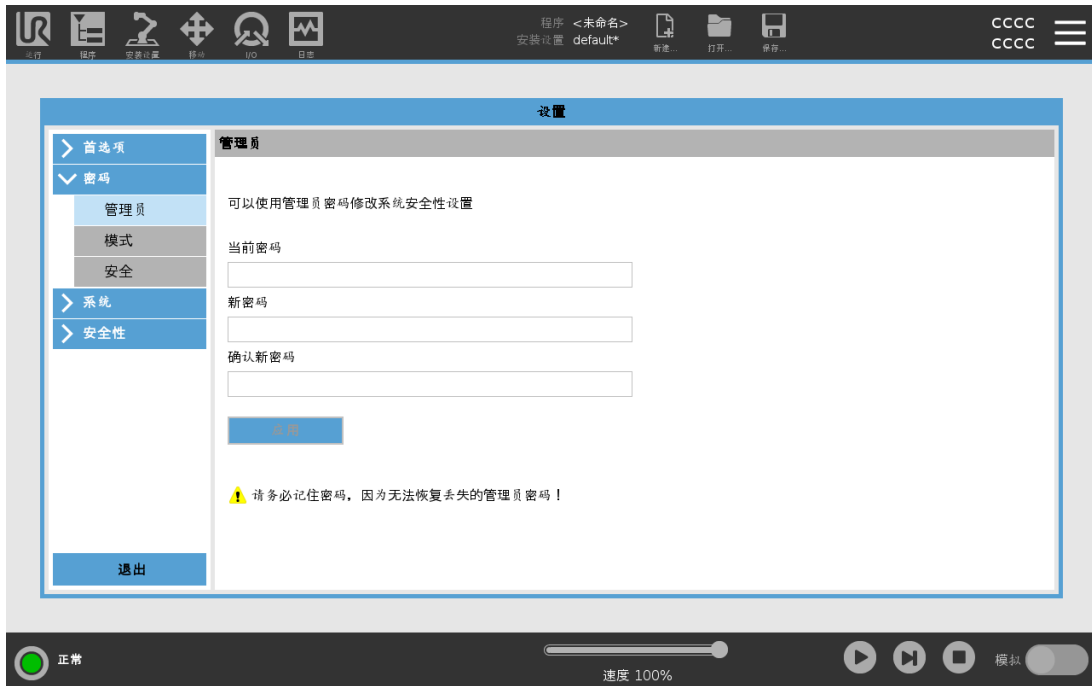 程序 <未命名>
安装设置 default*
cccc
cccc
UR
运行
程序
安装设置
移动
I/O
日志
新建...
打开...
保存...
设置
首选项
密码
管理员
模式
安全
系统
安全性
退出
管理员
可以使用管理员密码修改系统安全性设置
当前密码
新密码
确认新密码
应用
请务必记住密码，因为无法恢复丢失的管理员密码！
正常
速度 100%
模拟